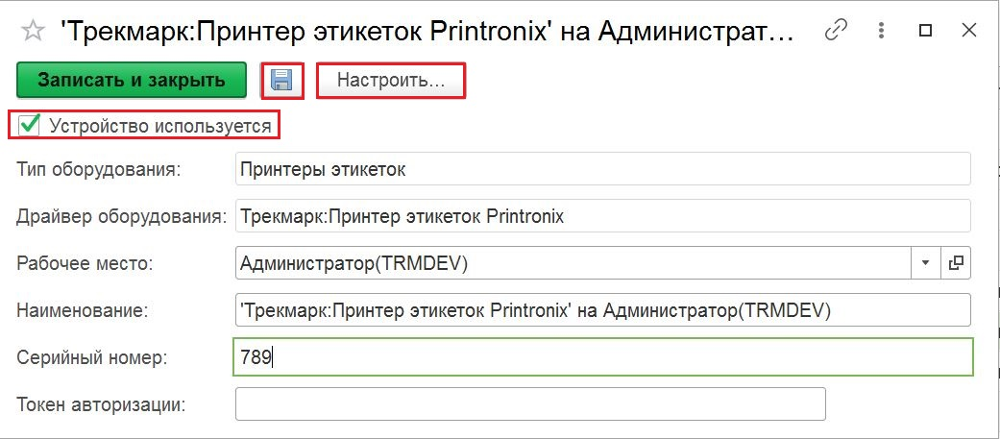 'Трекмарк:Принтер этикеток Printronix' на Администрат...
Записать и закрыть Настроить...
Устройство используется
Тип оборудования: Принтеры этикеток
Драйвер оборудования: Трекмарк:Принтер этикеток Printronix
Рабочее место: Администратор(TRMDEV)
Наименование: 'Трекмарк:Принтер этикеток Printronix' на Администратор(TRMDEV)
Серийный номер: 789
Токен авторизации: